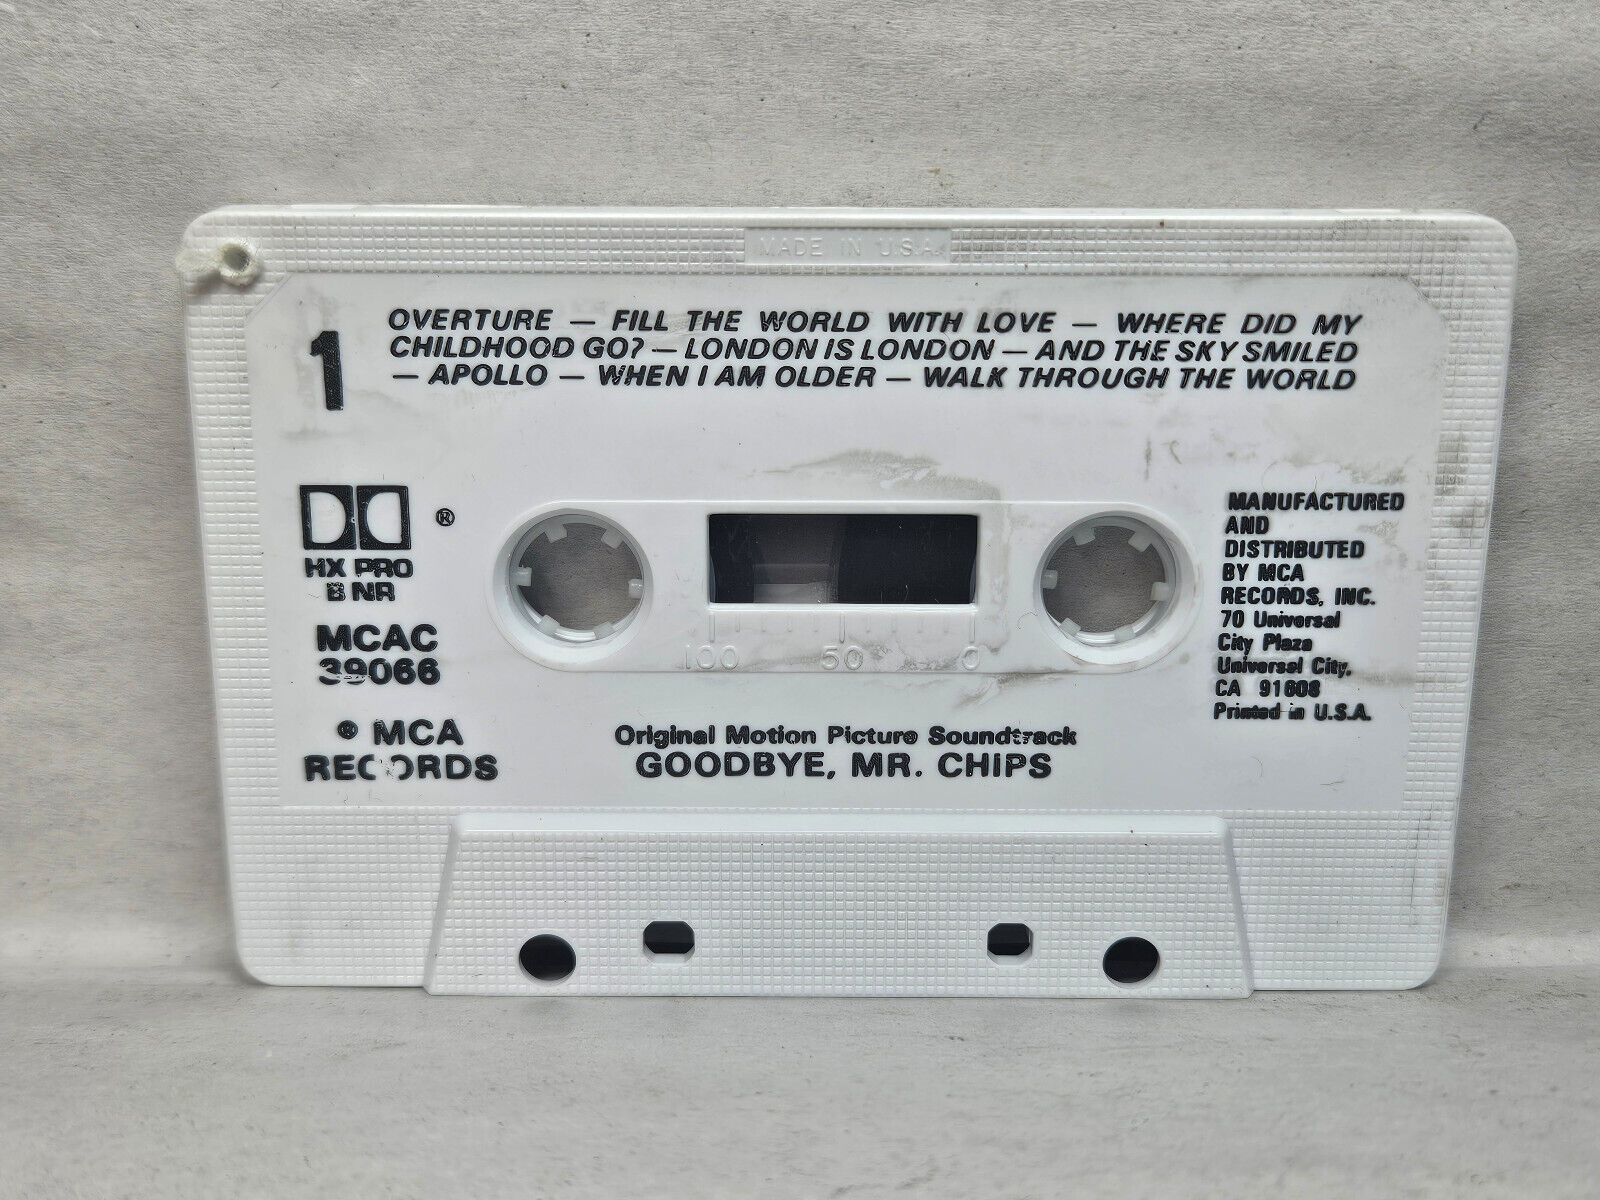 MADE IN U.S.A.
1
OVERTURE — FILL THE WORLD WITH LOVE — WHERE DID MY
CHILDHOOD GO? — LONDON IS LONDON — AND THE SKY SMILED
— APOLLO — WHEN I AM OLDER — WALK THROUGH THE WORLD
®
HX PRO
B NR
MCAC
39066
® MCA
RECORDS
100 50 0
MANUFACTURED
AND
DISTRIBUTED
BY MCA
RECORDS, INC.
70 Universal
City Plaza
Universal City,
CA 91608
Printed in U.S.A.
Original Motion Picture Soundtrack
GOODBYE, MR. CHIPS